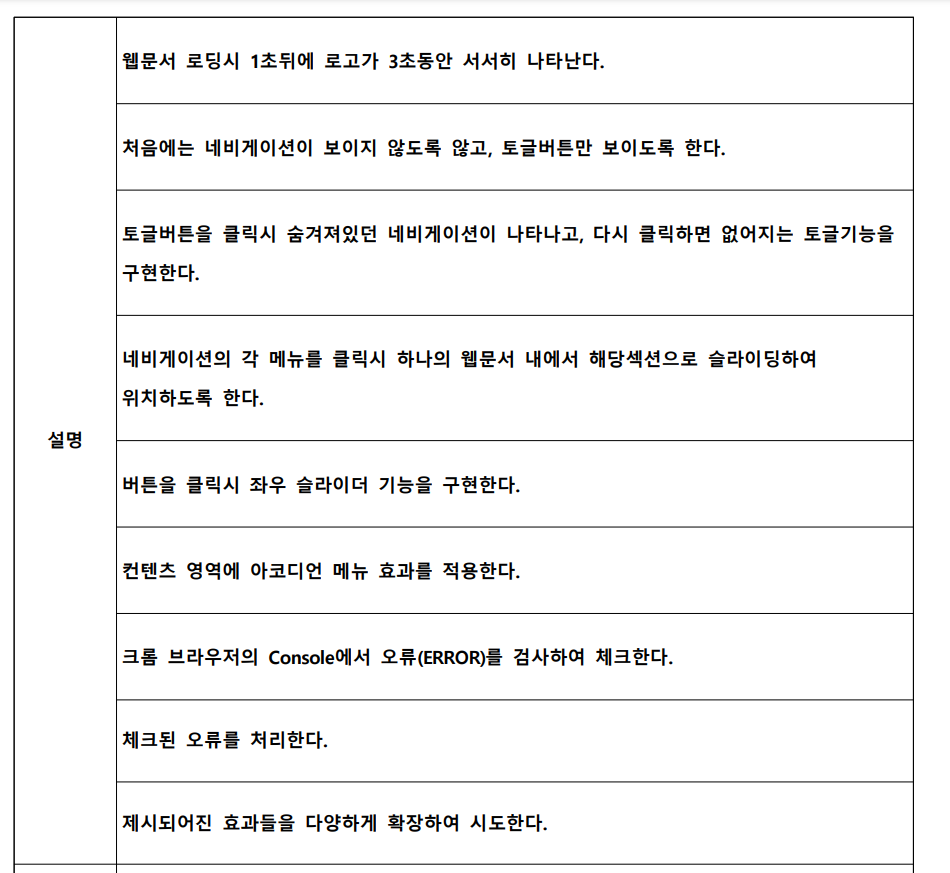 웹문서 로딩시 1초뒤에 로고가 3초동안 서서히 나타난다.
처음에는 네비게이션이 보이지 않도록 않고, 토글버튼만 보이도록 한다.
토글버튼을 클릭시 숨겨져있던 네비게이션이 나타나고, 다시 클릭하면 없어지는 토글기능을
구현한다.
네비게이션의 각 메뉴를 클릭시 하나의 웹문서 내에서 해당섹션으로 슬라이딩하여
위치하도록 한다.
설명
버튼을 클릭시 좌우 슬라이더 기능을 구현한다.
컨텐츠 영역에 아코디언 메뉴 효과를 적용한다.
크롬 브라우저의 Console에서 오류(ERROR)를 검사하여 체크한다.
체크된 오류를 처리한다.
제시되어진 효과들을 다양하게 확장하여 시도한다.